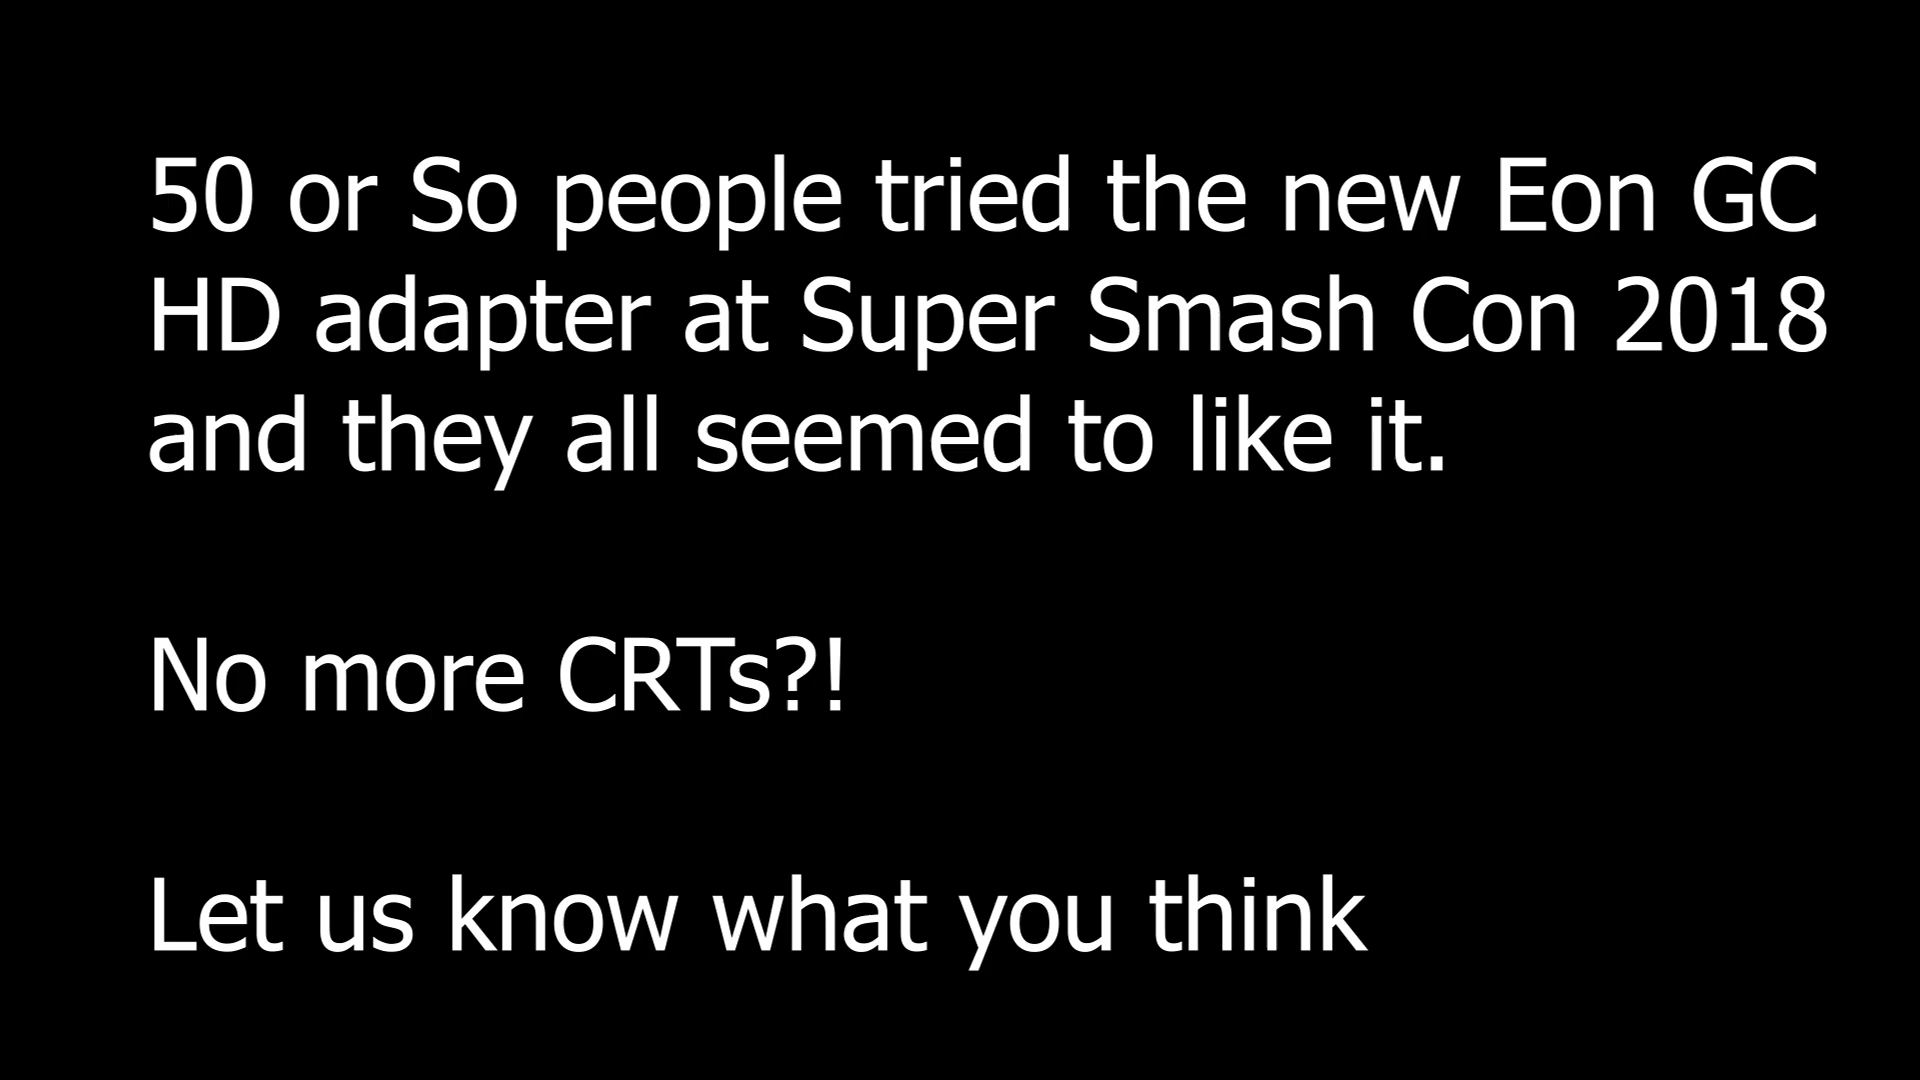 50 or So people tried the new Eon GC
HD adapter at Super Smash Con 2018
and they all seemed to like it.
No more CRTs?!
Let us know what you think